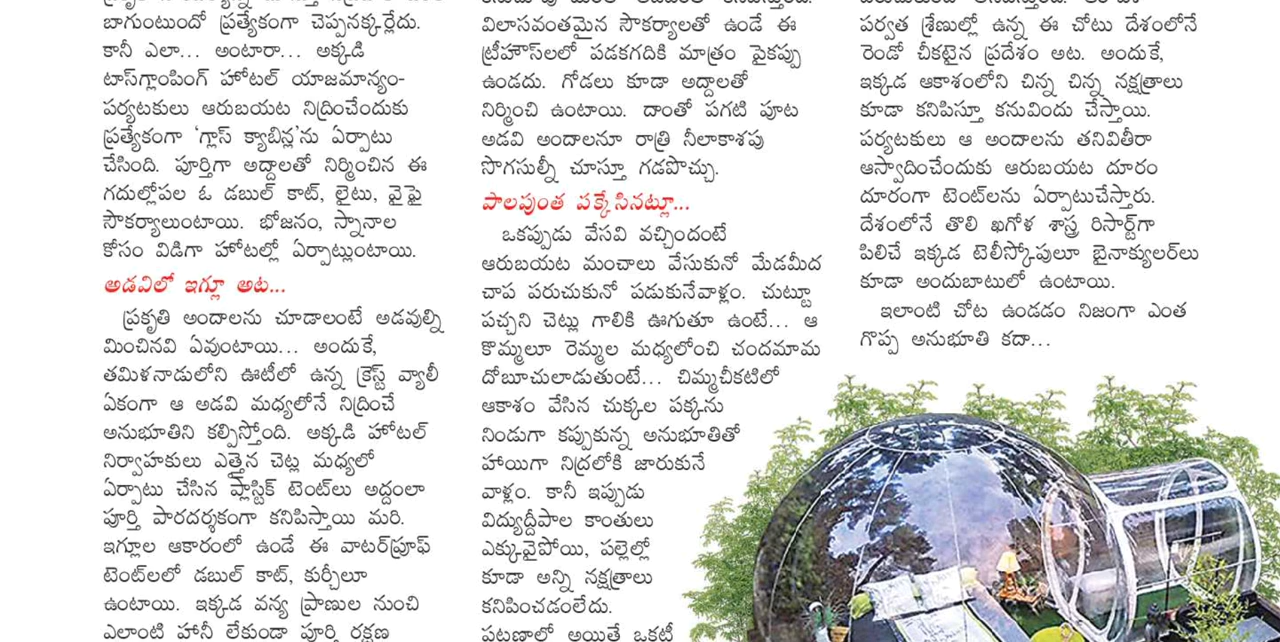 బాగుంటుందో ప్రత్యేకంగా చెప్పనక్కర్లేదు.
కానీ ఎలా... అంటారా... అక్కడి
టాస్‌గ్లాంపింగ్ హోటల్ యాజమాన్యం-
పర్యటకులు ఆరుబయట నిద్రించేందుకు
ప్రత్యేకంగా ‘గ్లాస్ క్యాబిన్ల’ను ఏర్పాటు
చేసింది. పూర్తిగా అద్దాలతో నిర్మించిన ఈ
గదుల్లోపల ఓ డబుల్ కాట్, లైటు, వైఫై
సౌకర్యాలుంటాయి. భోజనం, స్నానాల
కోసం విడిగా హోటల్లో ఏర్పాట్లుంటాయి.
అడవిలో ఇగ్లూ అట...
ప్రకృతి అందాలను చూడాలంటే అడవుల్ని
మించినవి ఏవుంటాయి... అందుకే,
తమిళనాడులోని ఊటీలో ఉన్న క్రెస్ట్ వ్యాలీ
ఏకంగా ఆ అడవి మధ్యలోనే నిద్రించే
అనుభూతిని కల్పిస్తోంది. అక్కడి హోటల్
నిర్వాహకులు ఎత్తైన చెట్ల మధ్యలో
ఏర్పాటు చేసిన ప్లాస్టిక్ టెంట్‌లు అద్దంలా
పూర్తి పారదర్శకంగా కనిపిస్తాయి మరి.
ఇగ్లూల ఆకారంలో ఉండే ఈ వాటర్‌ప్రూఫ్
టెంట్‌లలో డబుల్ కాట్, కుర్చీలూ
ఉంటాయి. ఇక్కడ వన్య ప్రాణుల నుంచి
ఎలాంటి హానీ లేకుండా పూర్తి రక్షణ
విలాసవంతమైన సౌకర్యాలతో ఉండే ఈ
ట్రీహౌస్‌లలో పడకగదికి మాత్రం పైకప్పు
ఉండదు. గోడలు కూడా అద్దాలతో
నిర్మించి ఉంటాయి. దాంతో పగటి పూట
అడవి అందాలనూ రాత్రి నీలాకాశపు
సొగసుల్నీ చూస్తూ గడపొచ్చు.
పాలపుంత పక్కేసినట్లూ...
ఒకప్పుడు వేసవి వచ్చిందంటే
ఆరుబయట మంచాలు వేసుకునో మేడమీద
చాప పరుచుకునో పడుకునేవాళ్లం. చుట్టూ
పచ్చని చెట్లు గాలికి ఊగుతూ ఉంటే... ఆ
కొమ్మలూ రెమ్మల మధ్యలోంచి చందమామ
దోబూచులాడుతుంటే... చిమ్మచీకటిలో
ఆకాశం వేసిన చుక్కల పక్కను
నిండుగా కప్పుకున్న అనుభూతితో
హాయిగా నిద్రలోకి జారుకునే
వాళ్లం. కానీ ఇప్పుడు
విద్యుద్దీపాల కాంతులు
ఎక్కువైపోయి, పల్లెల్లో
కూడా అన్ని నక్షత్రాలు
కనిపించడంలేదు.
పట్టణాల్లో అయితే ఒకటీ
పర్వత శ్రేణుల్లో ఉన్న ఈ చోటు దేశంలోనే
రెండో చీకటైన ప్రదేశం అట. అందుకే,
ఇక్కడ ఆకాశంలోని చిన్న చిన్న నక్షత్రాలు
కూడా కనిపిస్తూ కనువిందు చేస్తాయి.
పర్యటకులు ఆ అందాలను తనివితీరా
ఆస్వాదించేందుకు ఆరుబయట దూరం
దూరంగా టెంట్‌లను ఏర్పాటుచేస్తారు.
దేశంలోనే తొలి ఖగోళ శాస్త్ర రిసార్ట్‌గా
పిలిచే ఇక్కడ టెలీస్కోపులూ బైనాక్యులర్‌లు
కూడా అందుబాటులో ఉంటాయి.
ఇలాంటి చోట ఉండడం నిజంగా ఎంత
గొప్ప అనుభూతి కదా...